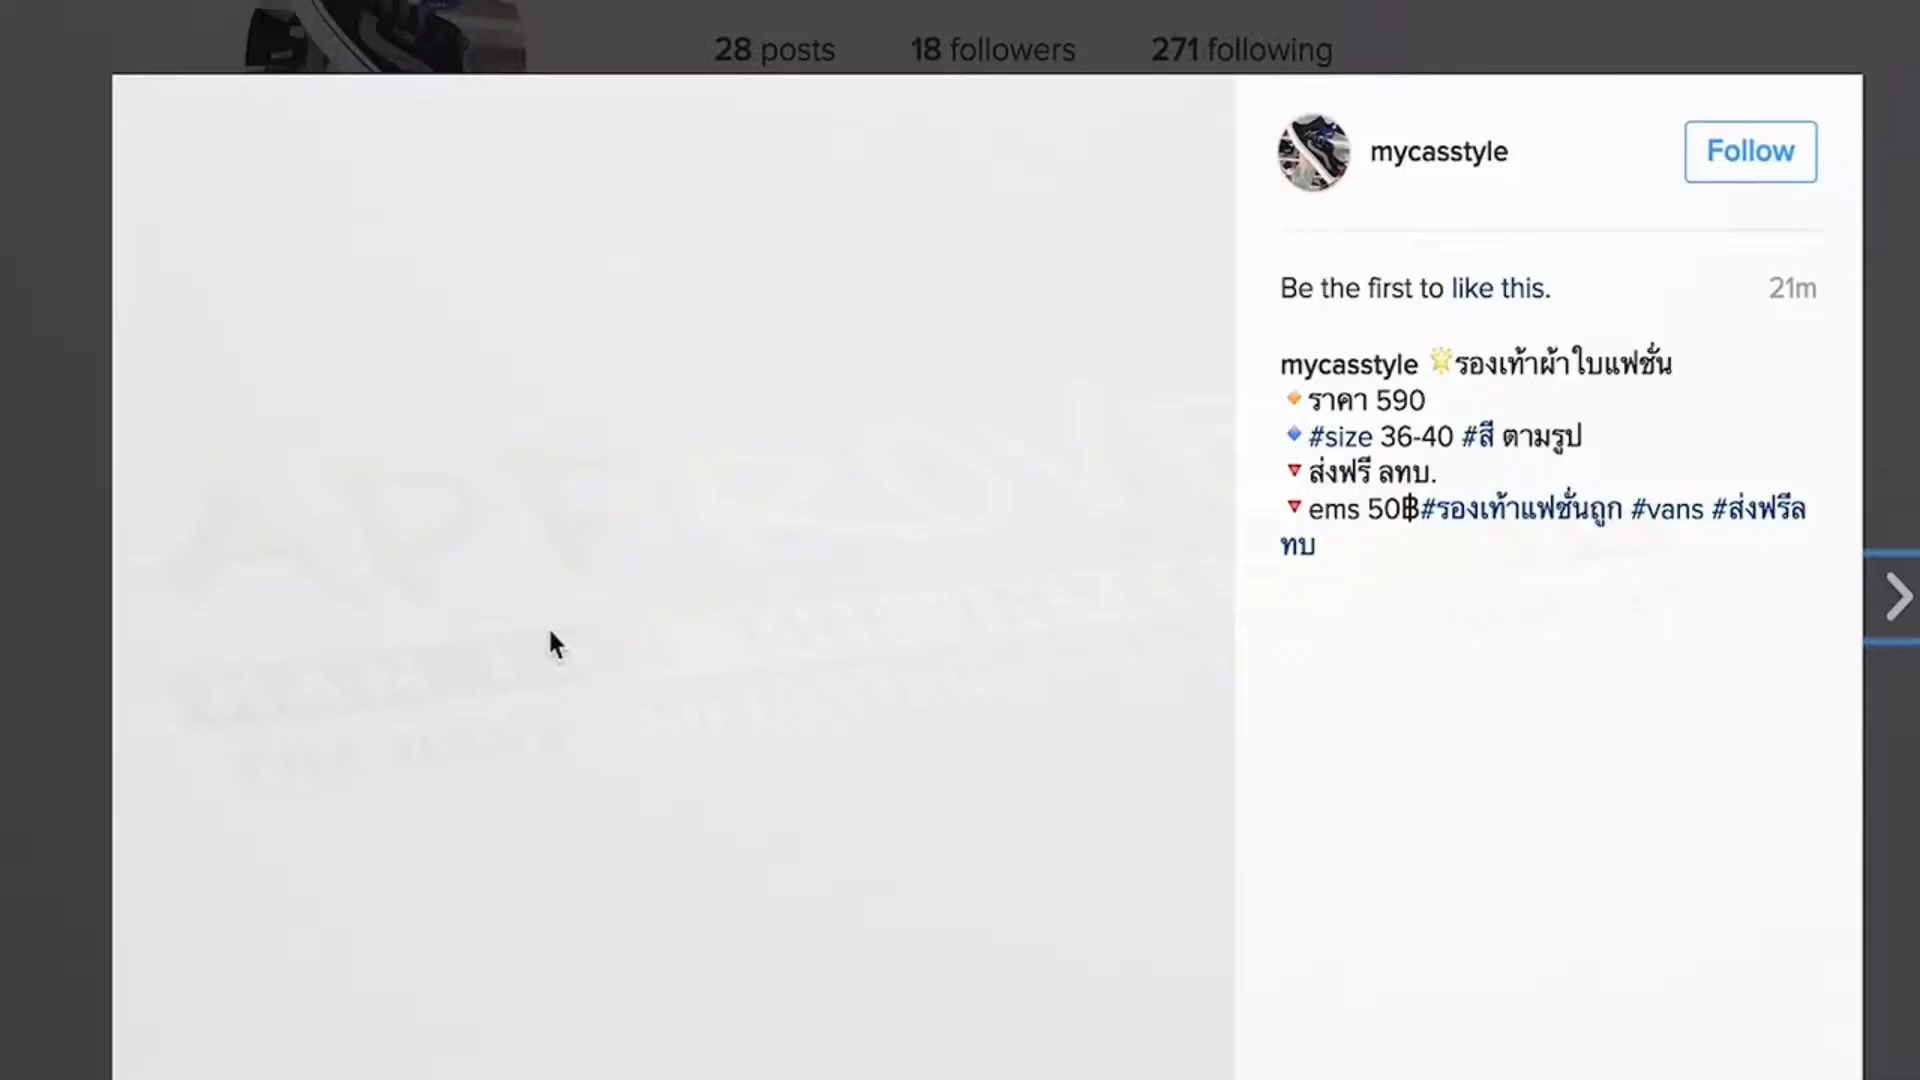 28 posts 18 followers 271 following
mycasstyle Follow
Be the first to like this. 21m
mycasstyle 🌟รองเท้าผ้าใบแฟชั่น
🔸ราคา 590
🔹#size 36-40 #สี ตามรูป
🔻ส่งฟรี ลทบ.
🔻ems 50฿#รองเท้าแฟชั่นถูก #vans #ส่งฟรีล
ทบ